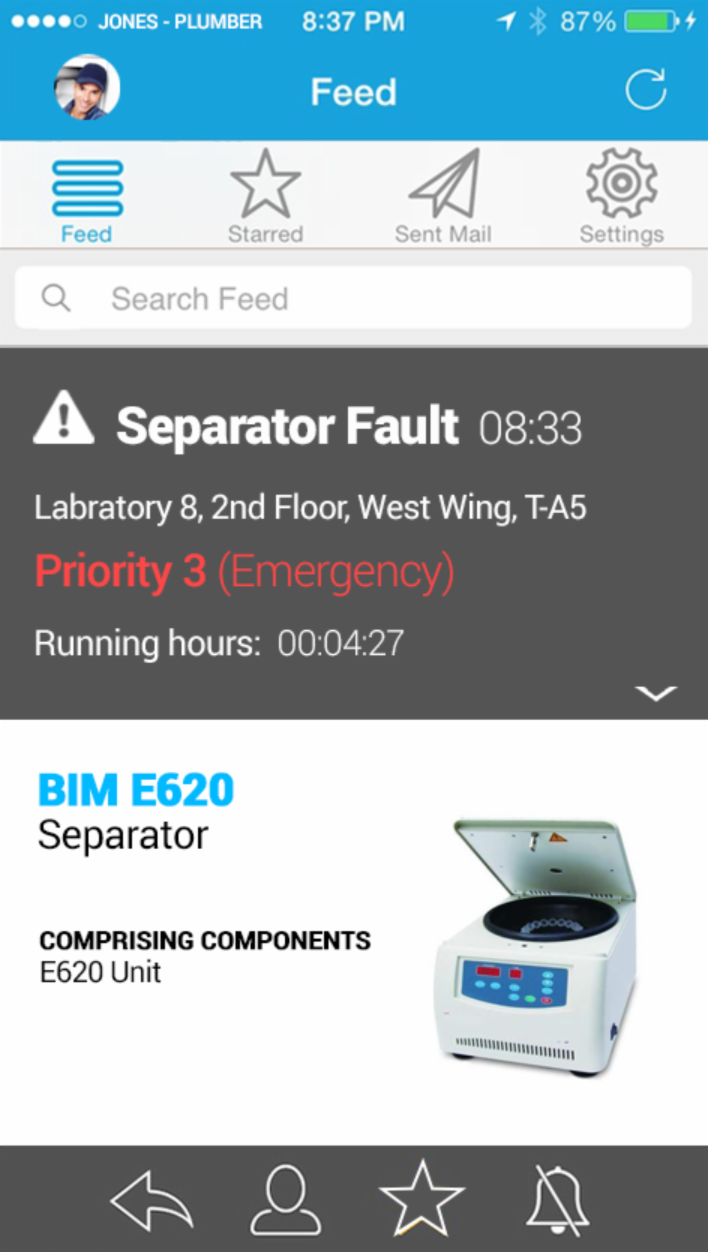 JONES - PLUMBER 8:37 PM 87%
Feed
Feed Starred Sent Mail Settings
Search Feed
Separator Fault 08:33
Labratory 8, 2nd Floor, West Wing, T-A5
Priority 3 (Emergency)
Running hours: 00:04:27
BIM E620
Separator
COMPRISING COMPONENTS
E620 Unit